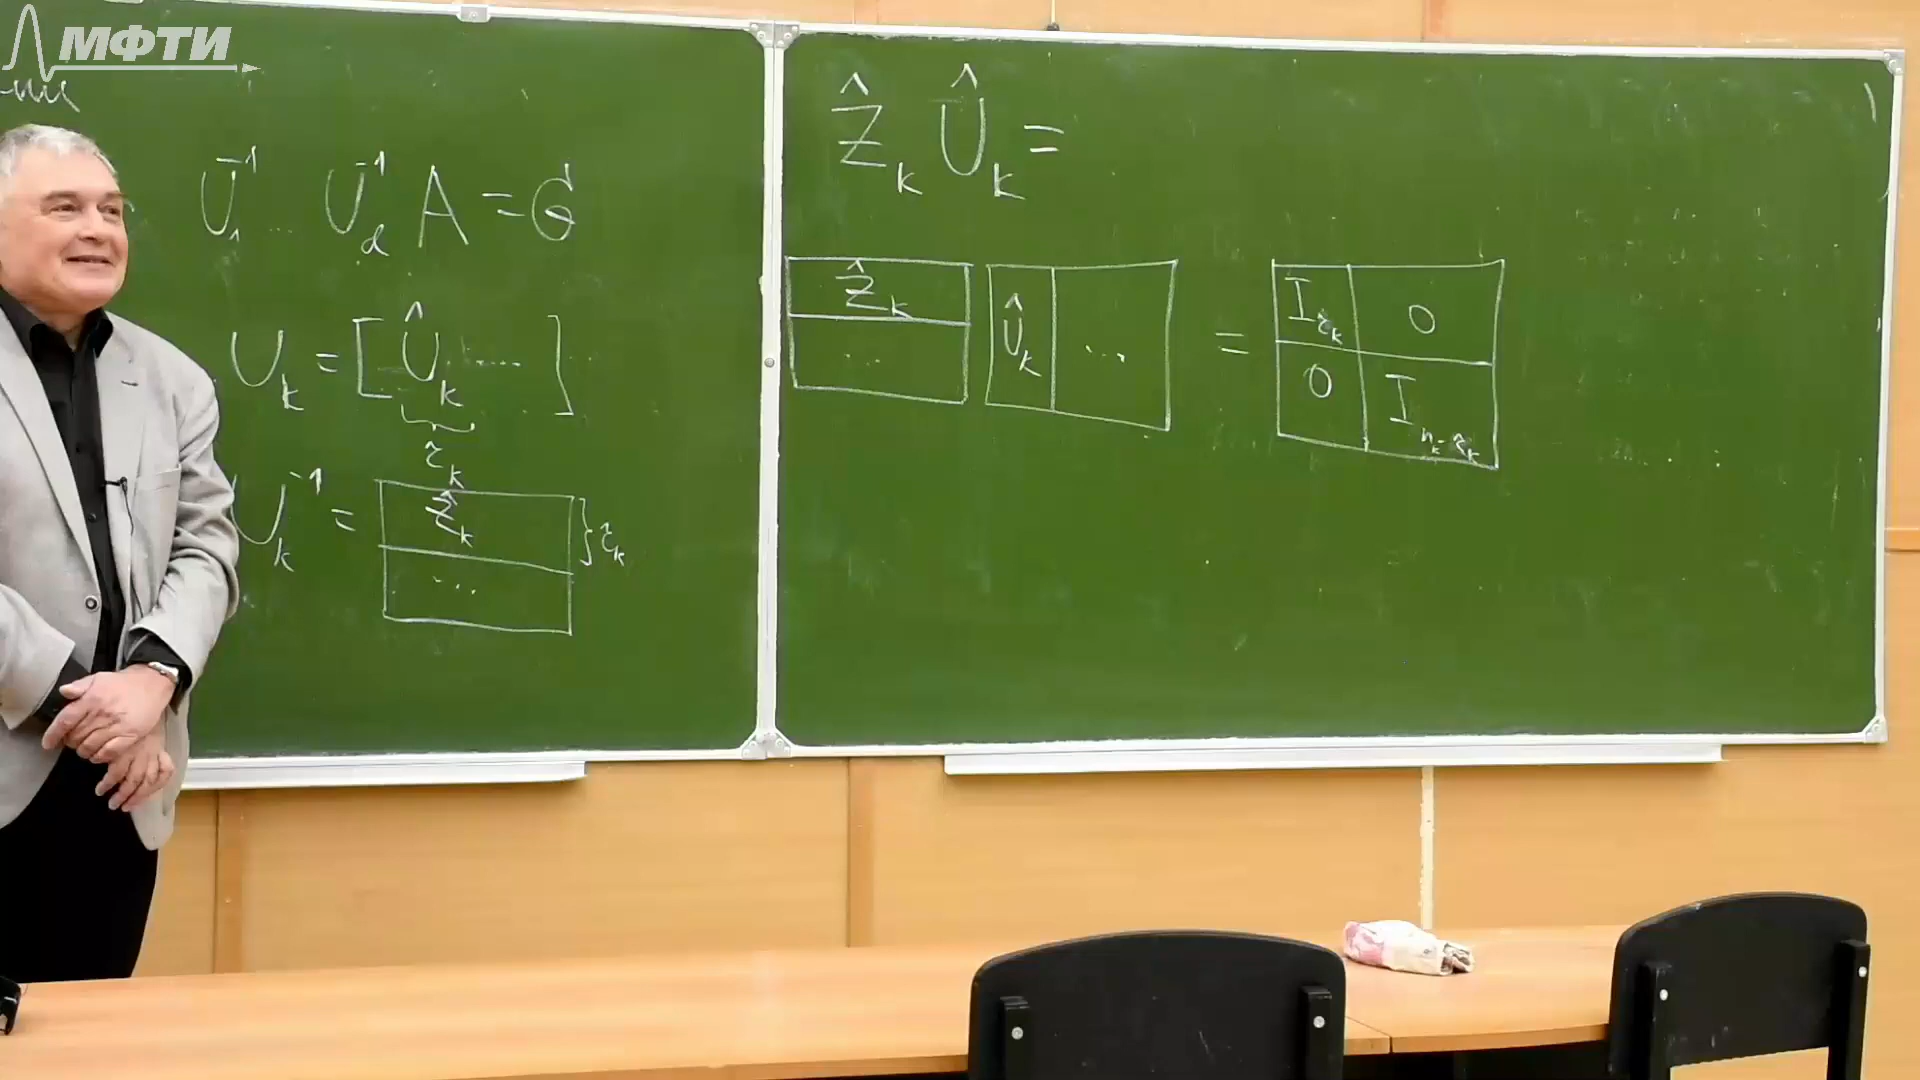 МФТИ
U₁⁻¹ ... U_d⁻¹ A = G
U_k = [ Û_k ...... ]
r_k
U_k⁻¹ = Ẑ_k } r_k
...
Ẑ_k Û_k =
Ẑ_k Û_k ... = I_{r_k} 0
... 0 I_{n_k - r_k}